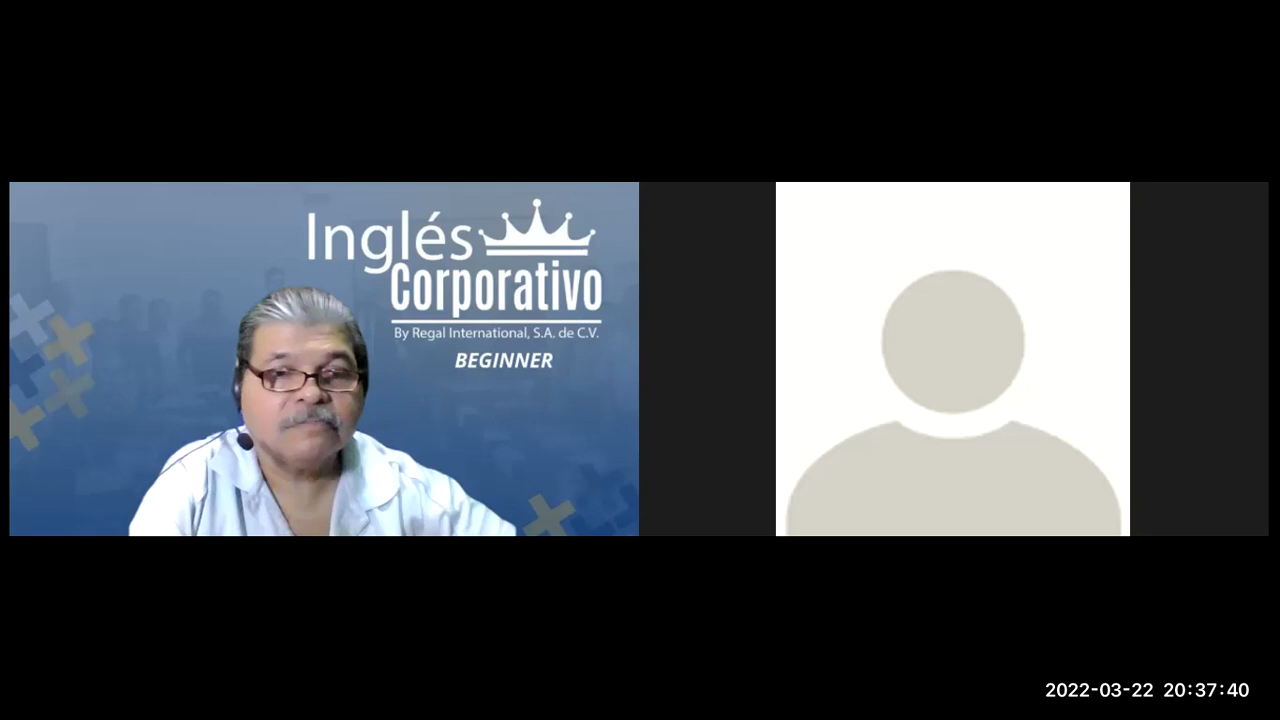 Inglés
Corporativo
By Regal International, S.A. de C.V.
BEGINNER
2022-03-22 20:37:40